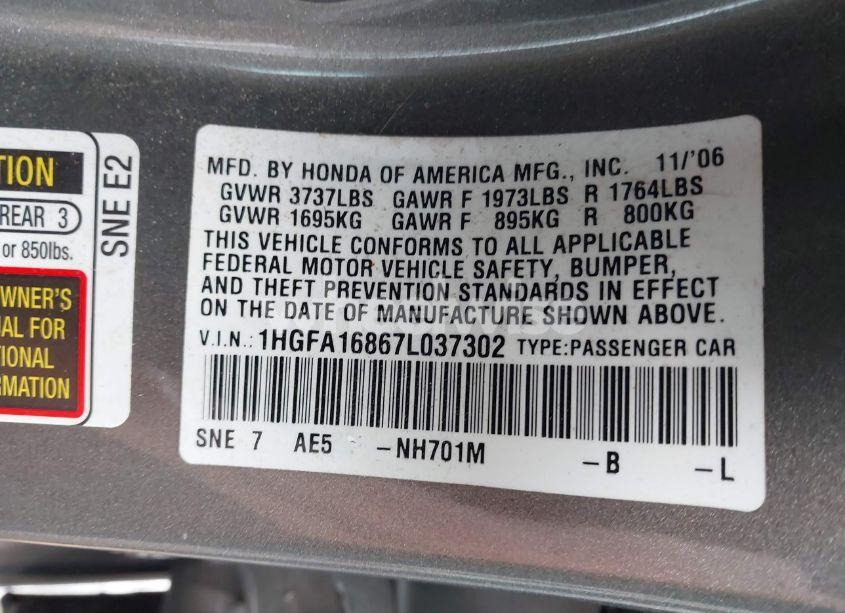 TION
REAR 3
or 850lbs.
WNER'S
UAL FOR
TIONAL
ORMATION
SNE E2
MFD. BY HONDA OF AMERICA MFG., INC. 11/'06
GVWR 3737LBS GAWR F 1973LBS R 1764LBS
GVWR 1695KG GAWR F 895KG R 800KG
THIS VEHICLE CONFORMS TO ALL APPLICABLE
FEDERAL MOTOR VEHICLE SAFETY, BUMPER,
AND THEFT PREVENTION STANDARDS IN EFFECT
ON THE DATE OF MANUFACTURE SHOWN ABOVE.
V.I.N.: 1HGFA16867L037302 TYPE:PASSENGER CAR
SNE 7 AE5 -NH701M -B -L